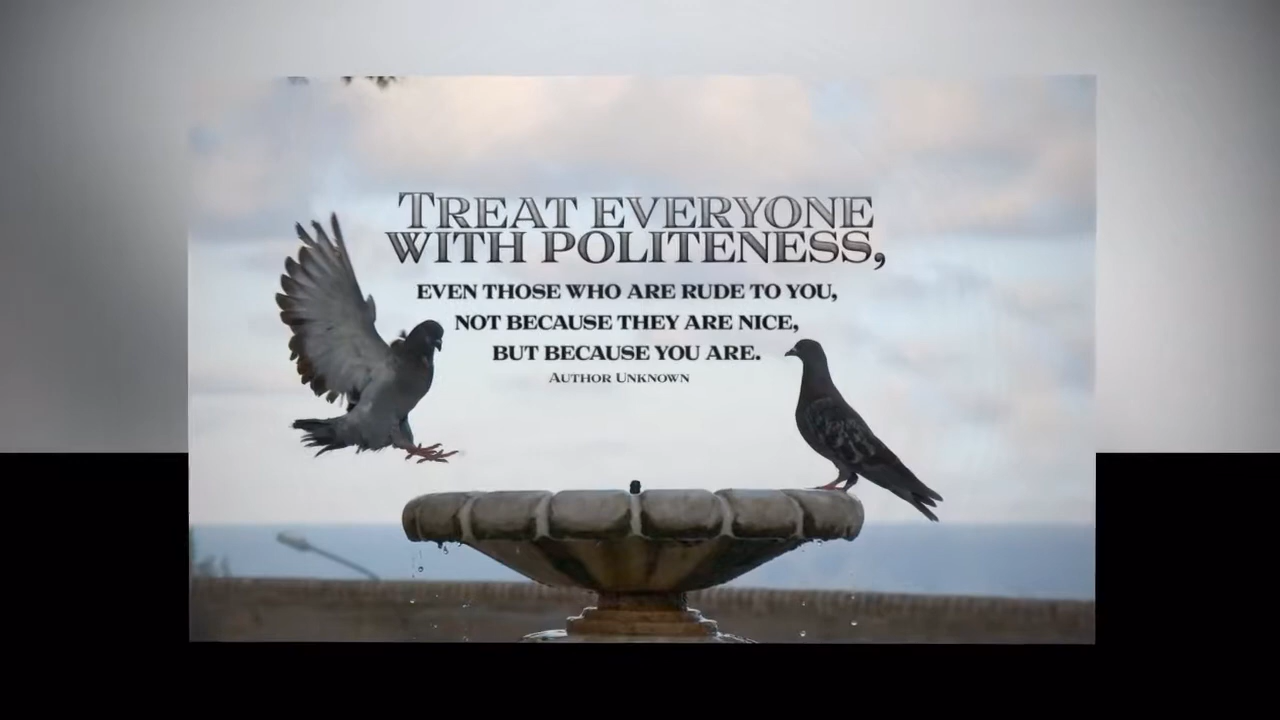 TREAT EVERYONE
WITH POLITENESS,
EVEN THOSE WHO ARE RUDE TO YOU,
NOT BECAUSE THEY ARE NICE,
BUT BECAUSE YOU ARE.
AUTHOR UNKNOWN